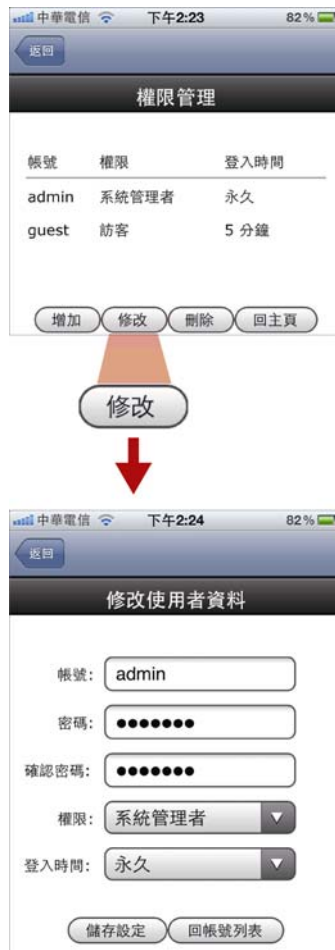 中華電信 下午2:23 82%
返回
權限管理
帳號 權限 登入時間
admin 系統管理者 永久
guest 訪客 5 分鐘
增加 修改 刪除 回主頁
修改
中華電信 下午2:24 82%
返回
修改使用者資料
帳號: admin
密碼: ●●●●●●●
確認密碼: ●●●●●●●
權限: 系統管理者
登入時間: 永久
儲存設定 回帳號列表